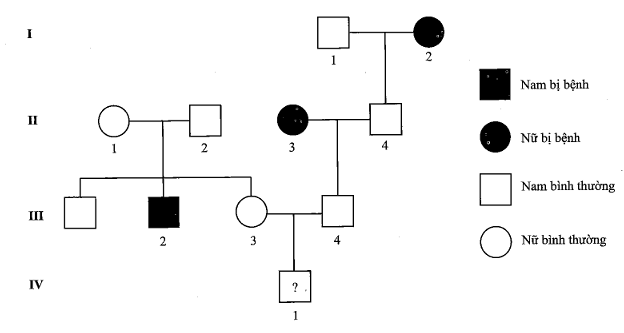 I
1
2
Nam bị bệnh
II
1
2
3
4
Nữ bị bệnh
Nam bình thường
III
2
3
4
Nữ bình thường
IV
?
1